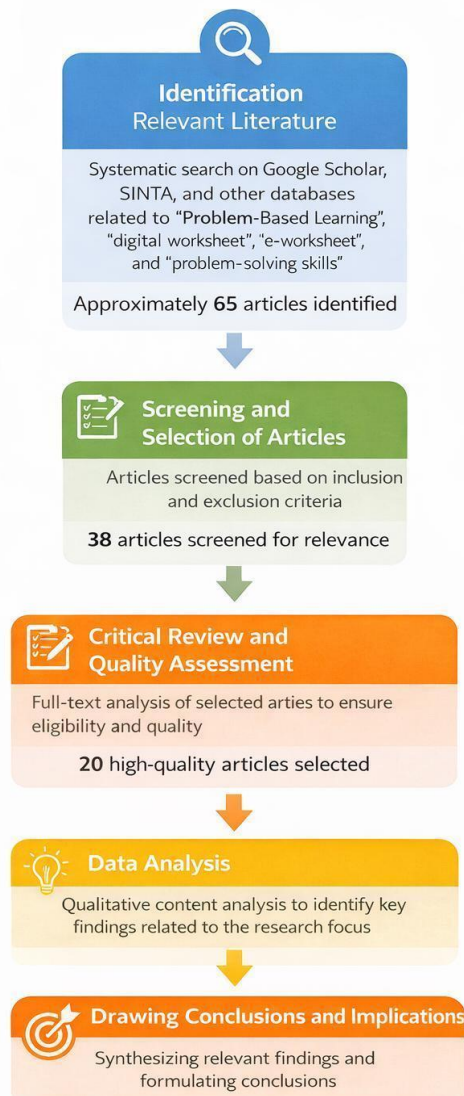 Identification
Relevant Literature
Systematic search on Google Scholar,
SINTA, and other databases
related to “Problem-Based Learning”,
“digital worksheet”, “e-worksheet”,
and “problem-solving skills”
Approximately 65 articles identified
Screening and
Selection of Articles
Articles screened based on inclusion
and exclusion criteria
38 articles screened for relevance
Critical Review and
Quality Assessment
Full-text analysis of selected arties to ensure
eligibility and quality
20 high-quality articles selected
Data Analysis
Qualitative content analysis to identify key
findings related to the research focus
Drawing Conclusions and Implications
Synthesizing relevant findings and
formulating conclusions